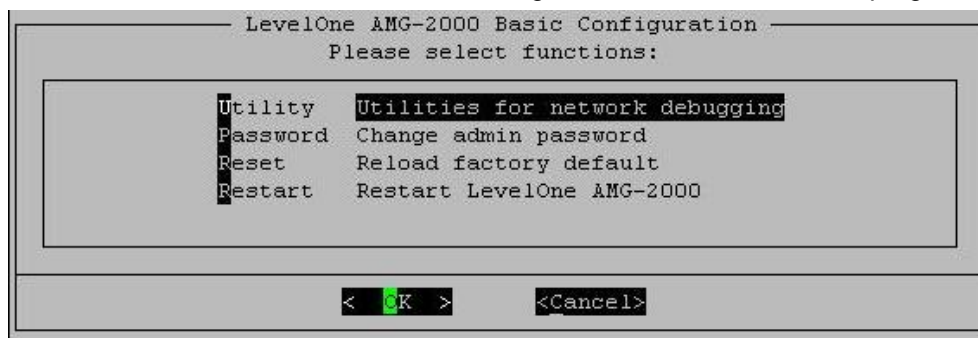 LevelOne AMG-2000 Basic Configuration
Please select functions:
Utility Utilities for network debugging
Password Change admin password
Reset Reload factory default
Restart Restart LevelOne AMG-2000
< OK > <Cancel>